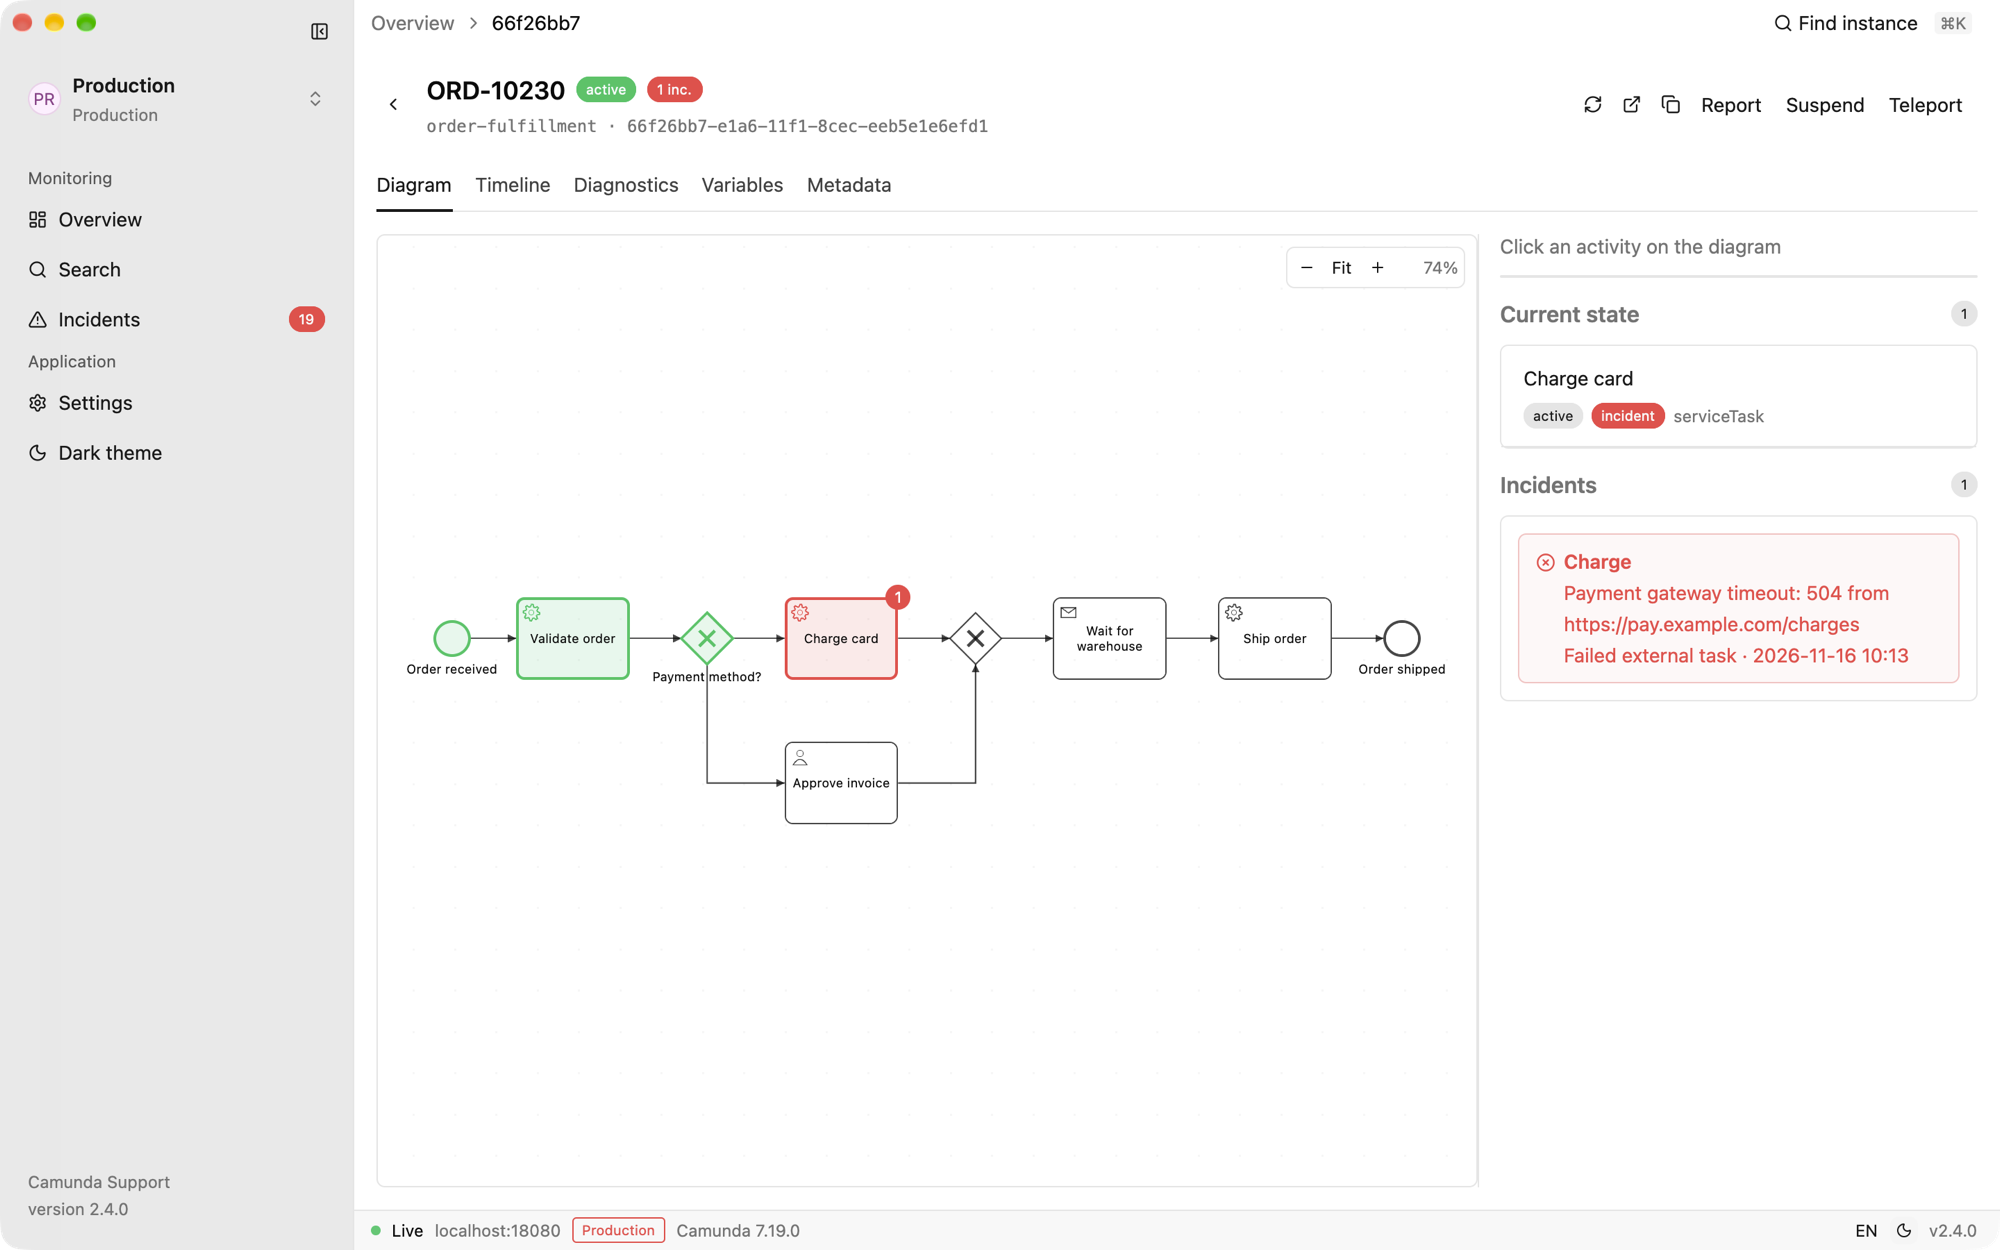 PR
Production
Production
Monitoring
Overview
Search
Incidents 19
Application
Settings
Dark theme
Camunda Support
version 2.4.0
Overview > 66f26bb7
Find instance ⌘K
ORD-10230 active 1 inc.
order-fulfillment · 66f26bb7-e1a6-11f1-8cec-eeb5e1e6efd1
Report Suspend Teleport
Diagram Timeline Diagnostics Variables Metadata
− Fit + 74%
Order received
Validate order
Payment method?
Charge card
1
Approve invoice
Wait for
warehouse
Ship order
Order shipped
Click an activity on the diagram
Current state 1
Charge card
active incident serviceTask
Incidents 1
Charge
Payment gateway timeout: 504 from
https://pay.example.com/charges
Failed external task · 2026-11-16 10:13
Live localhost:18080 Production Camunda 7.19.0
EN v2.4.0